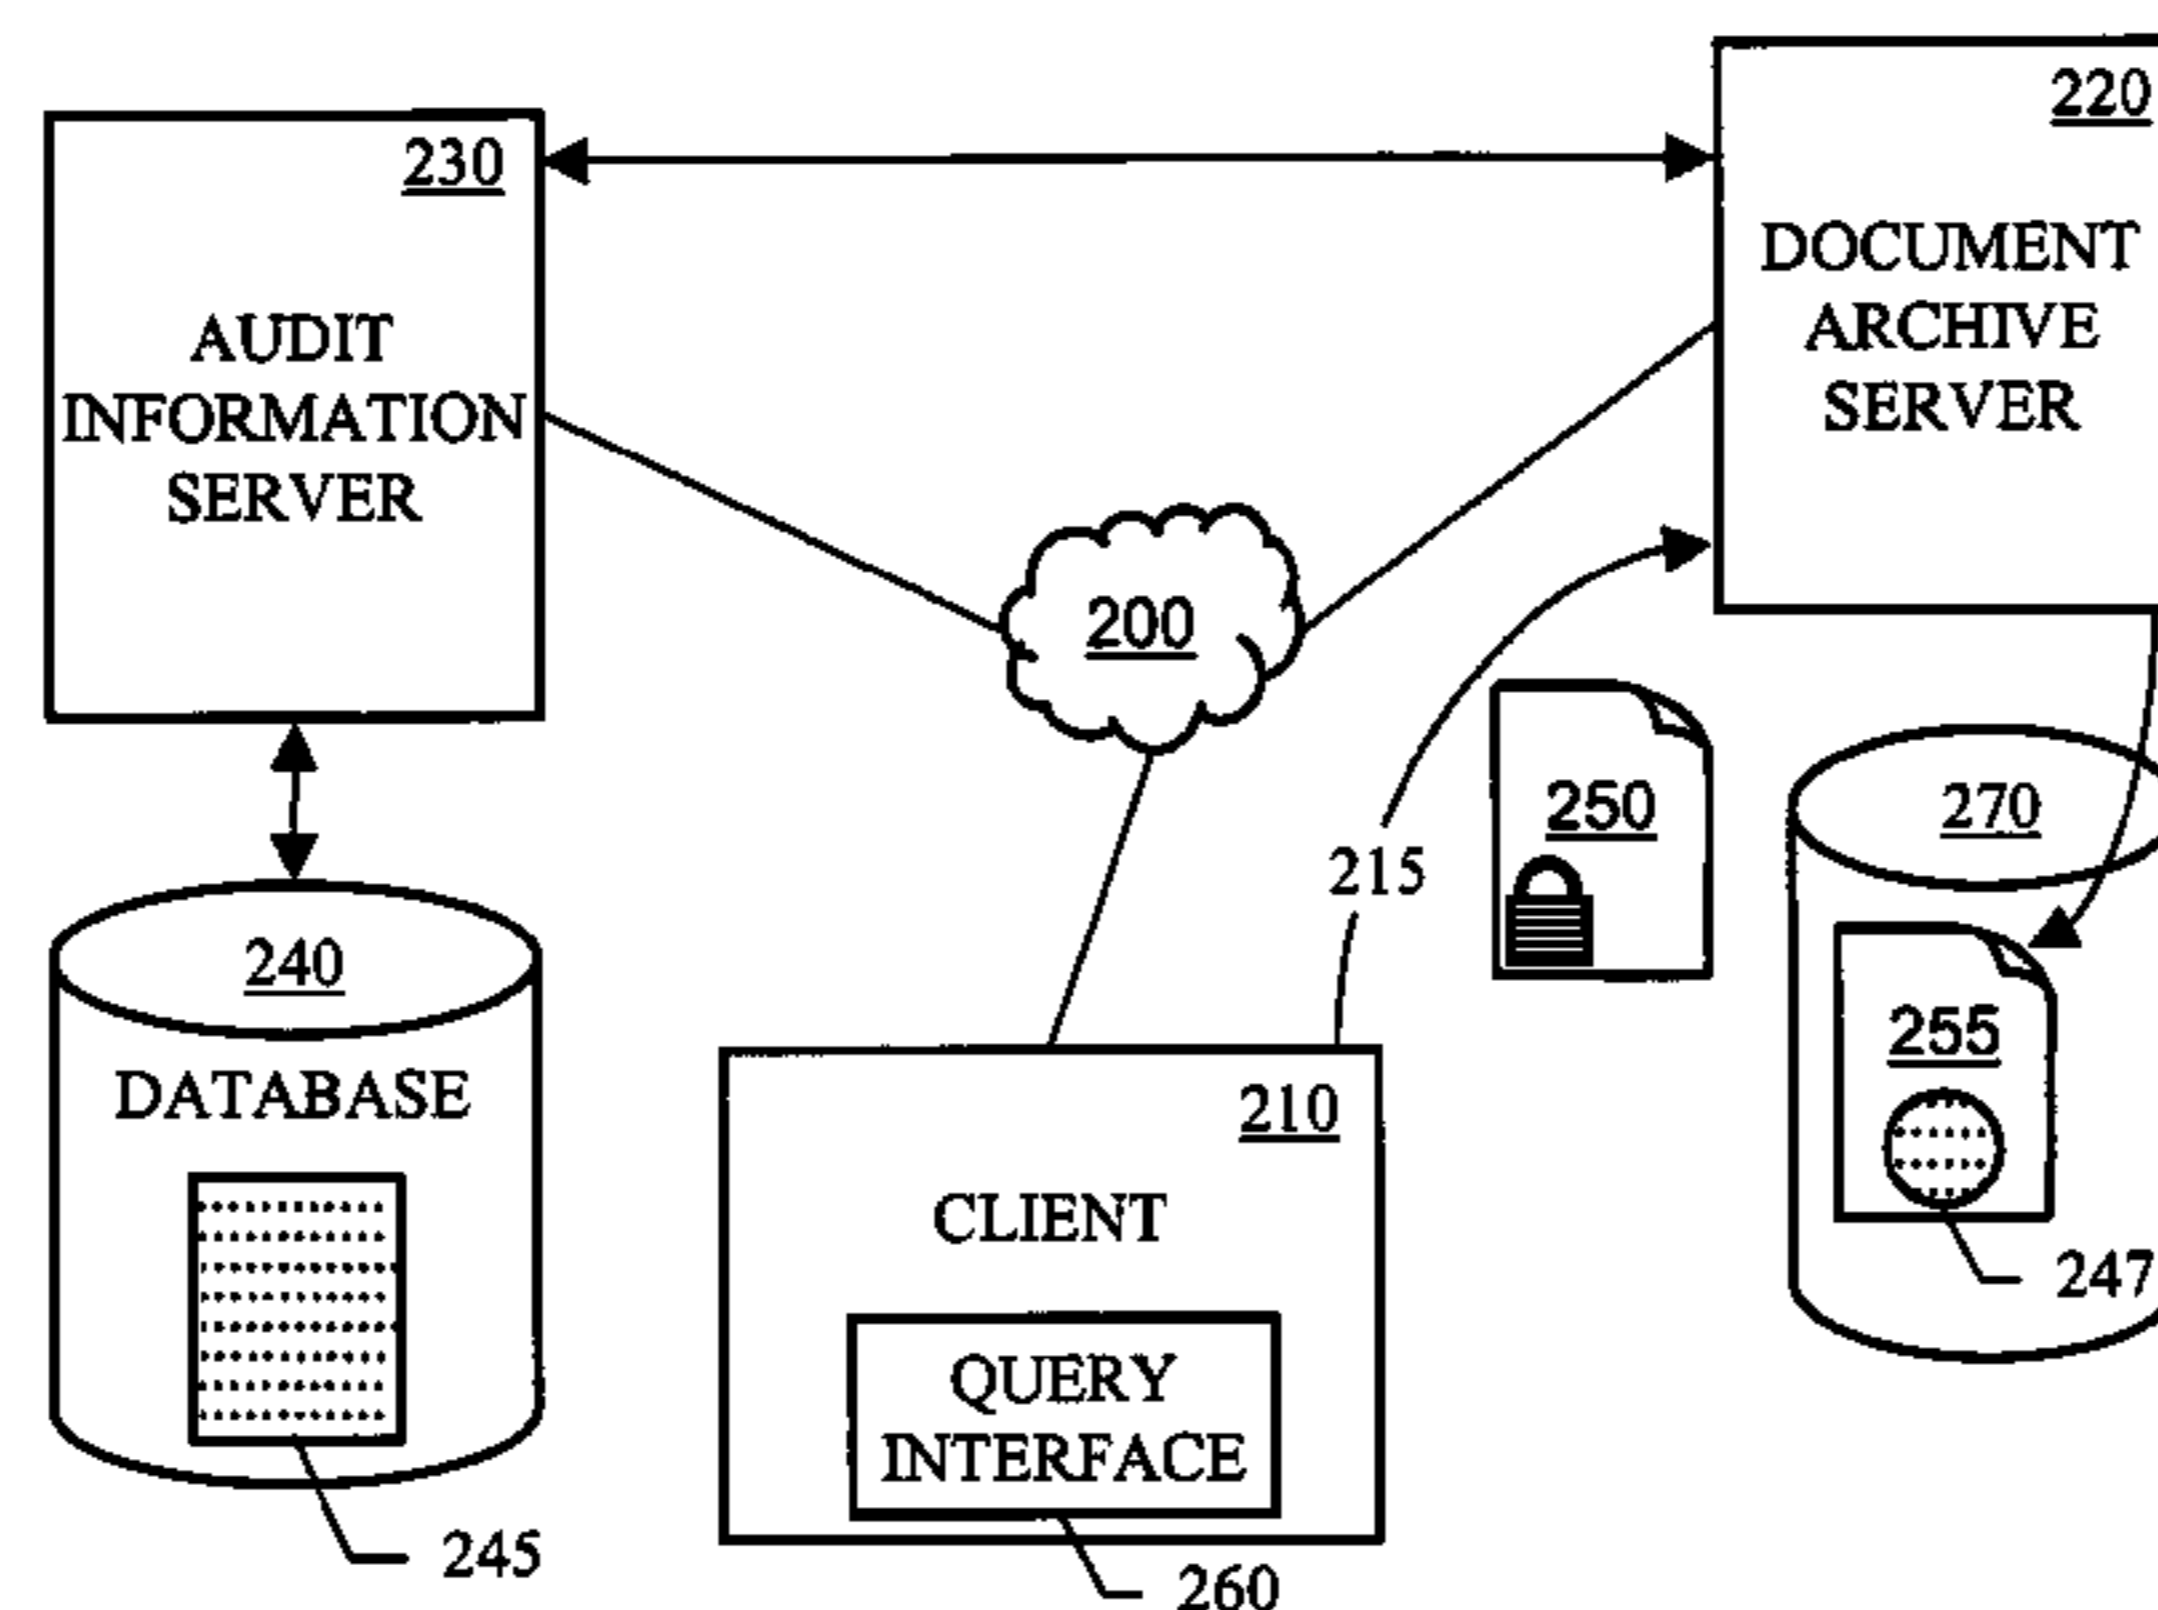 220
230
DOCUMENT
ARCHIVE
SERVER
AUDIT
INFORMATION
SERVER
200
250
270
215
240
255
DATABASE
210
CLIENT
247
QUERY
INTERFACE
245
260